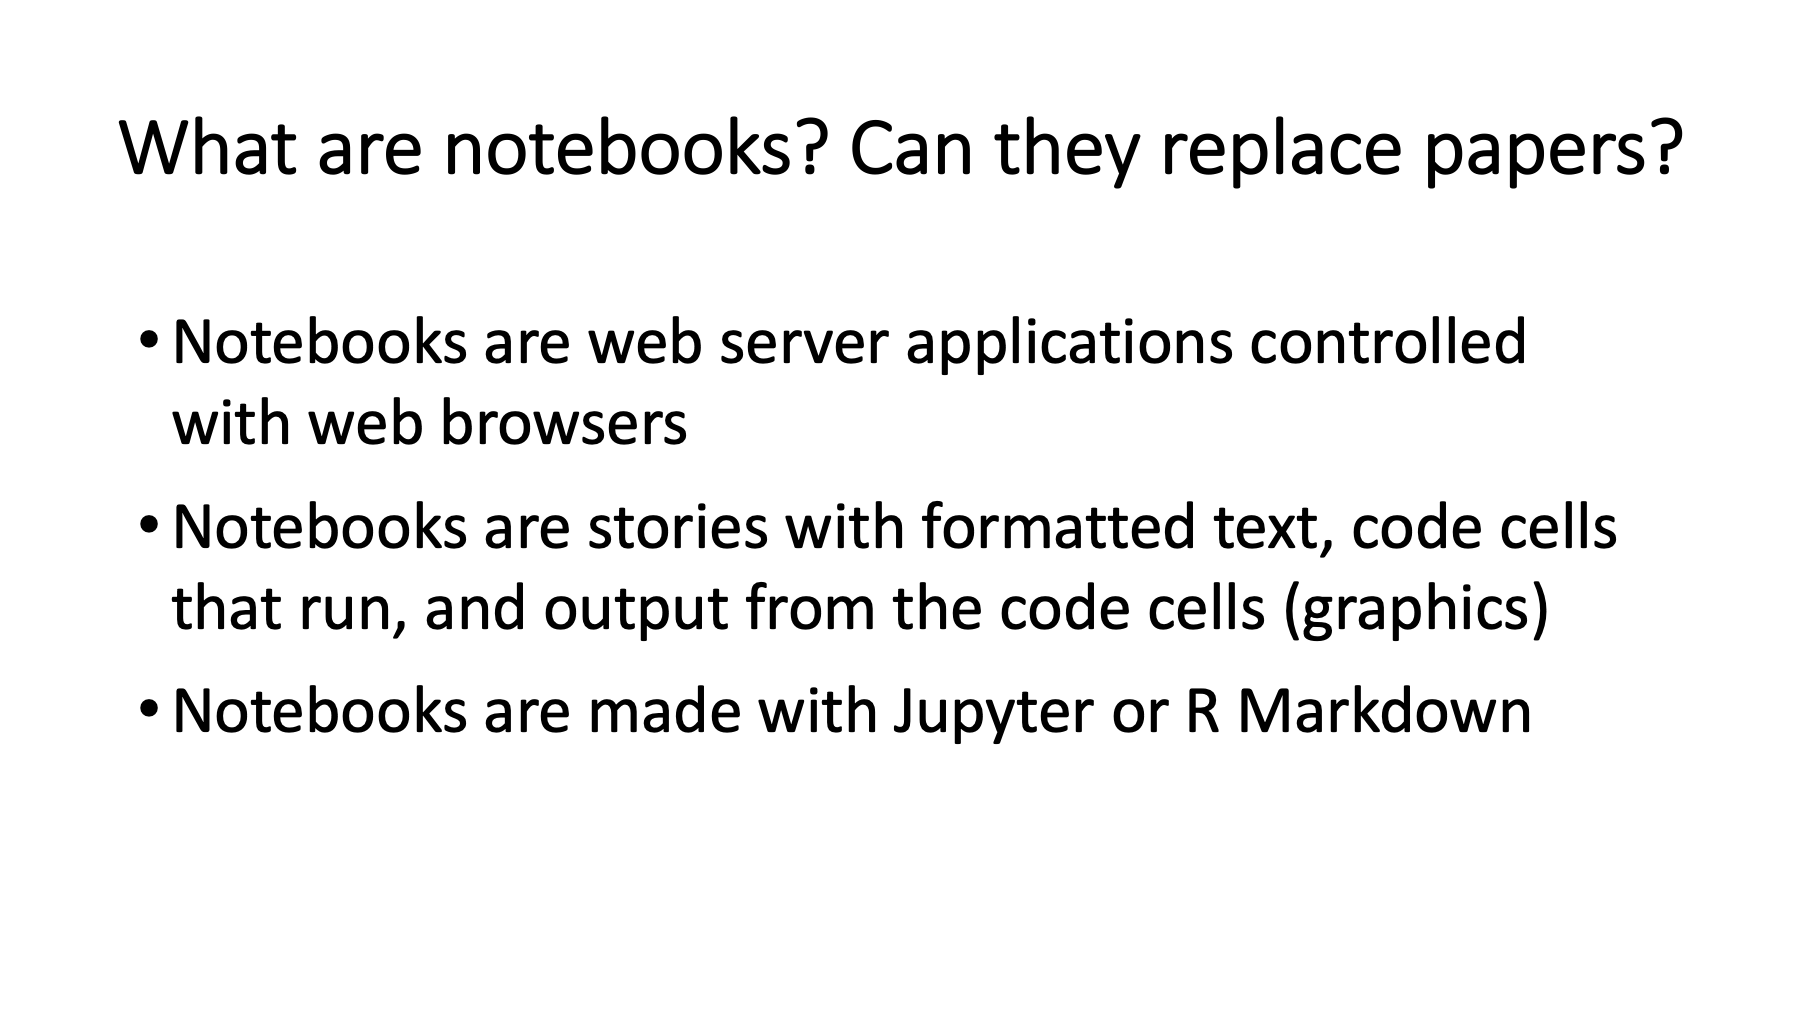 What are notebooks? Can they replace papers?
• Notebooks are web server applications controlled
with web browsers
• Notebooks are stories with formatted text, code cells
that run, and output from the code cells (graphics)
• Notebooks are made with Jupyter or R Markdown